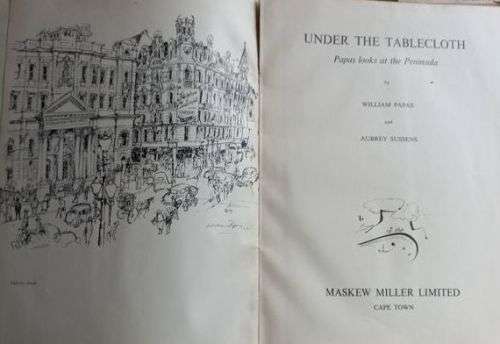 UNDER THE TABLECLOTH
Papas looks at the Peninsula
by
WILLIAM PAPAS
and
AUBREY SUSSENS
MASKEW MILLER LIMITED
CAPE TOWN